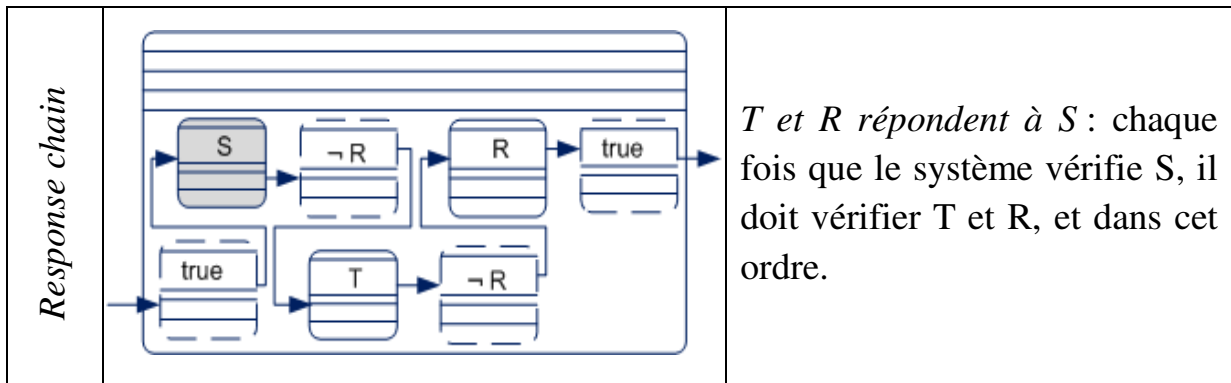 Response chain
S
¬ R
R
true
true
T
¬ R
T et R répondent à S : chaque
fois que le système vérifie S, il
doit vérifier T et R, et dans cet
ordre.